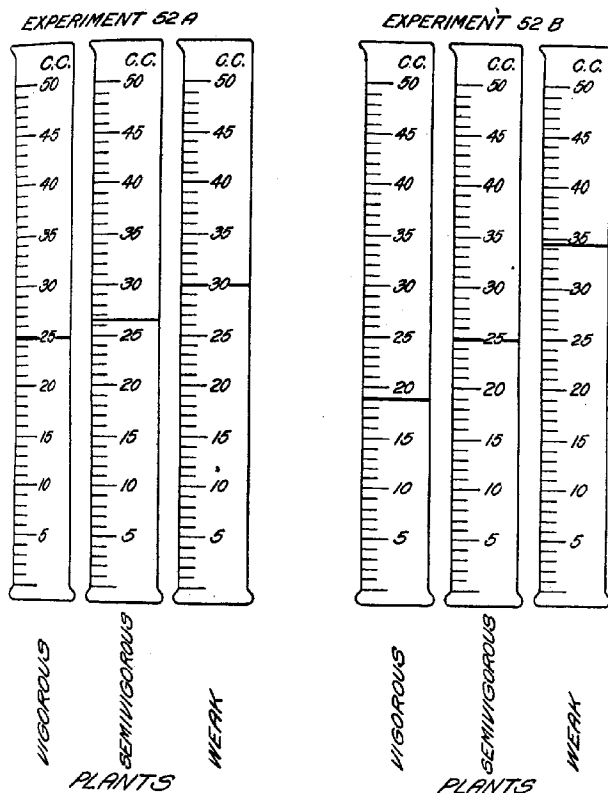 EXPERIMENT 52 A
C.C. C.C. C.C.
50 50 50
45 45 45
40 40 40
35 35 35
30 30 30
25 25 25
20 20 20
15 15 15
10 10 10
5 5 5
VIGOROUS
SEMIVIGOROUS
WEAK
PLANTS
EXPERIMENT 52 B
C.C. C.C. C.C.
50 50 50
45 45 45
40 40 40
35 35 35
30 30 30
25 25 25
20 20 20
15 15 15
10 10 10
5 5 5
VIGOROUS
SEMIVIGOROUS
WEAK
PLANTS